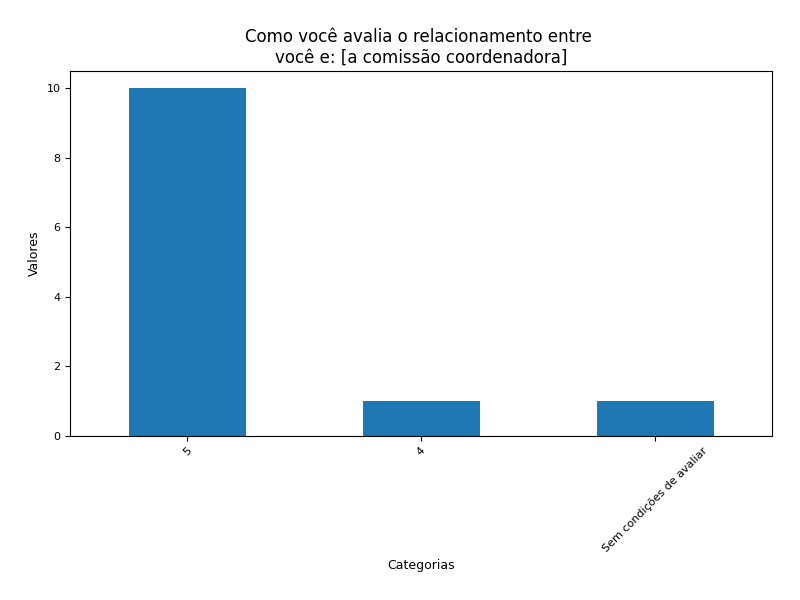 Como você avalia o relacionamento entre
você e: [a comissão coordenadora]
Valores
10
8
6
4
2
0
5
4
Sem condições de avaliar
Categorias